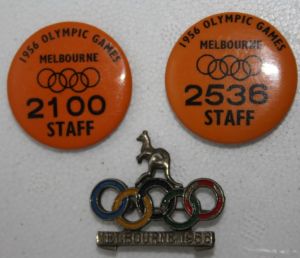 1956 OLYMPIC GAMES
MELBOURNE
2100
STAFF
1956 OLYMPIC GAMES
MELBOURNE
2536
STAFF
MELBOURNE 1956